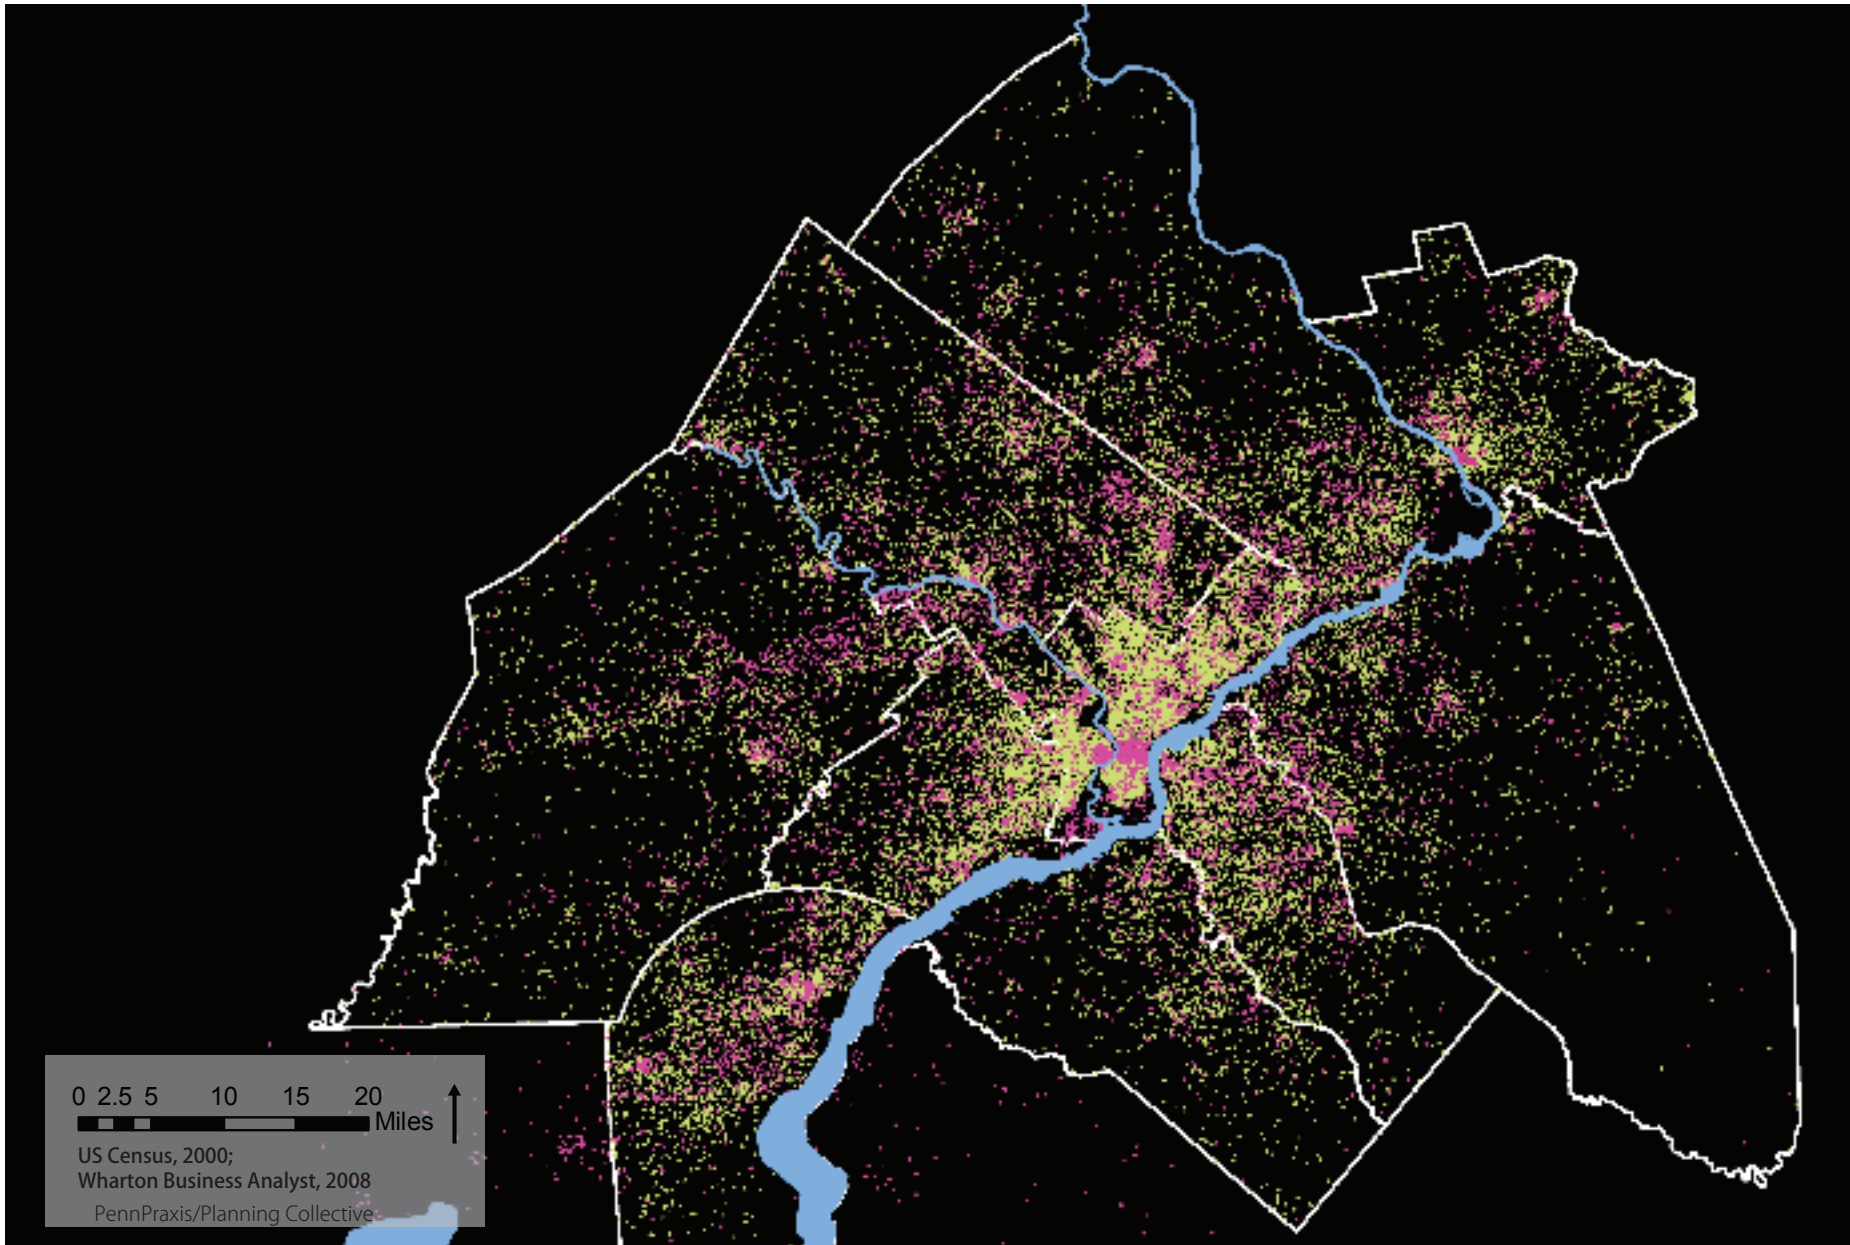 0 2.5 5 10 15 20
Miles
US Census, 2000;
Wharton Business Analyst, 2008
PennPraxis/Planning Collective